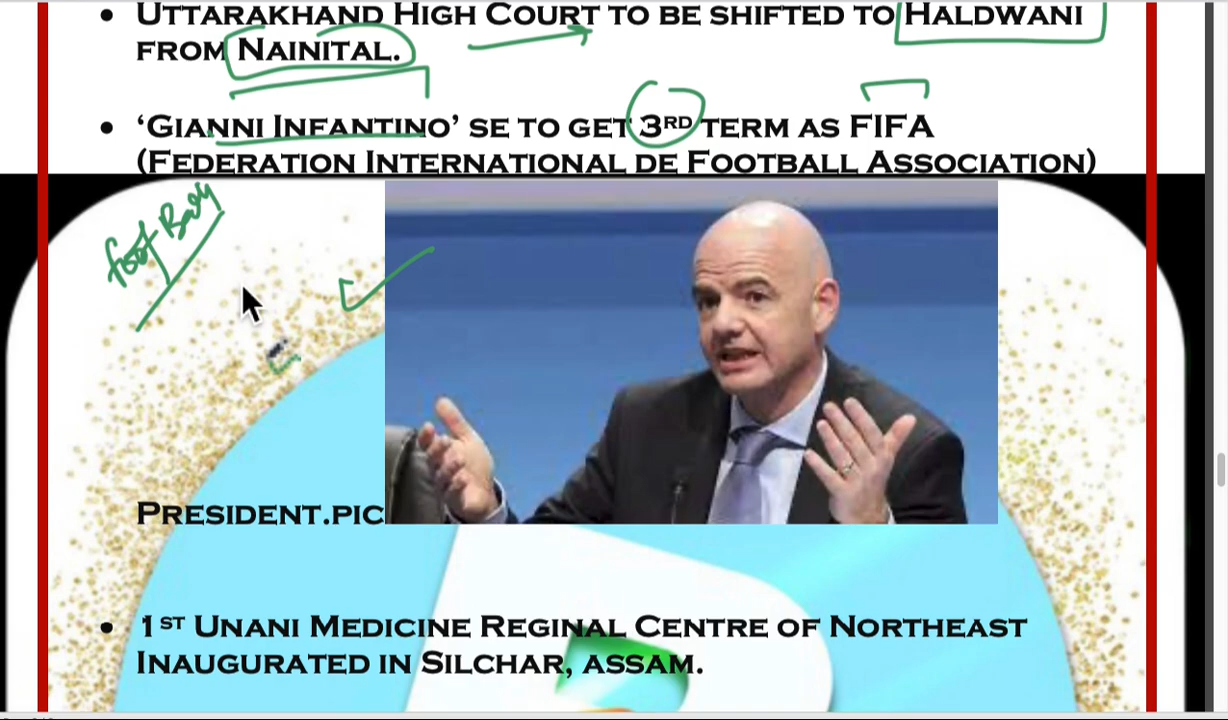 • Uttarakhand High Court to be shifted to Haldwani
from Nainital.
• ‘Gianni Infantino’ se to get 3rd term as FIFA
(Federation International de Football Association)
President.pic
• 1st Unani Medicine Reginal Centre of Northeast
Inaugurated in Silchar, Assam.